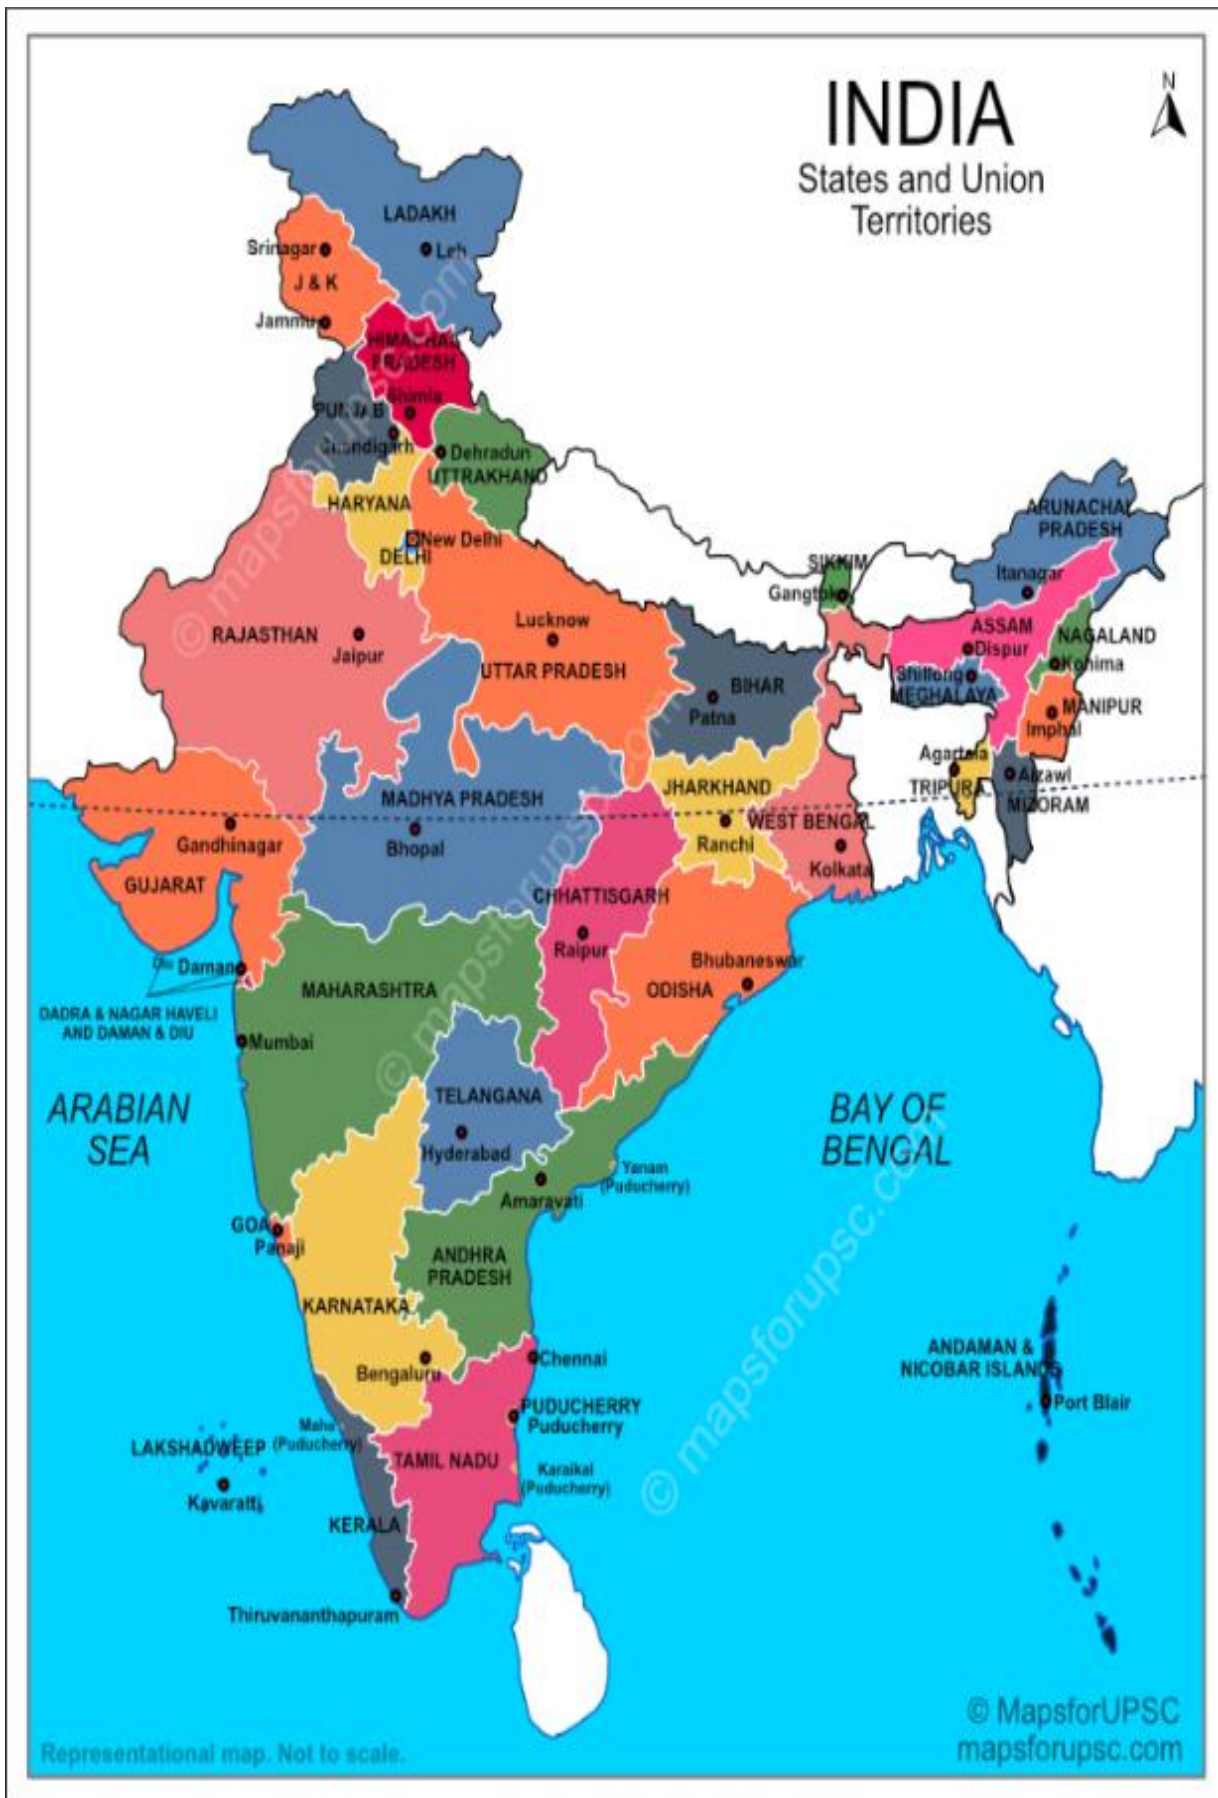 INDIA
States and Union
Territories
N
LADAKH
Srinagar
Leh
J & K
Jammu
HIMACHAL
PRADESH
Shimla
PUNJAB
Chandigarh
Dehradun
UTTRAKHAND
HARYANA
New Delhi
DELHI
ARUNACHAL
PRADESH
SIKKIM
Itanagar
Gangtok
RAJASTHAN
Jaipur
Lucknow
UTTAR PRADESH
ASSAM
Dispur
NAGALAND
Kohima
Shillong
MEGHALAYA
BIHAR
Patna
MANIPUR
Imphal
Agartala
TRIPURA
Aizawl
MIZORAM
MADHYA PRADESH
Bhopal
JHARKHAND
Ranchi
WEST BENGAL
Kolkata
Gandhinagar
GUJARAT
CHHATTISGARH
Raipur
Bhubaneswar
ODISHA
Diu
Daman
DADRA & NAGAR HAVELI
AND DAMAN & DIU
MAHARASHTRA
Mumbai
ARABIAN
SEA
TELANGANA
Hyderabad
BAY OF
BENGAL
Yanam
(Puducherry)
Amaravati
GOA
Panaji
ANDHRA
PRADESH
KARNATAKA
Bengaluru
Chennai
ANDAMAN &
NICOBAR ISLANDS
Port Blair
PUDUCHERRY
Puducherry
Mahe
(Puducherry)
LAKSHADWEEP
Kavaratti
TAMIL NADU
Karaikal
(Puducherry)
KERALA
Thiruvananthapuram
© mapsforupsc.com
© mapsforupsc.com
© mapsforupsc.com
© MapsforUPSC
mapsforupsc.com
Representational map. Not to scale.